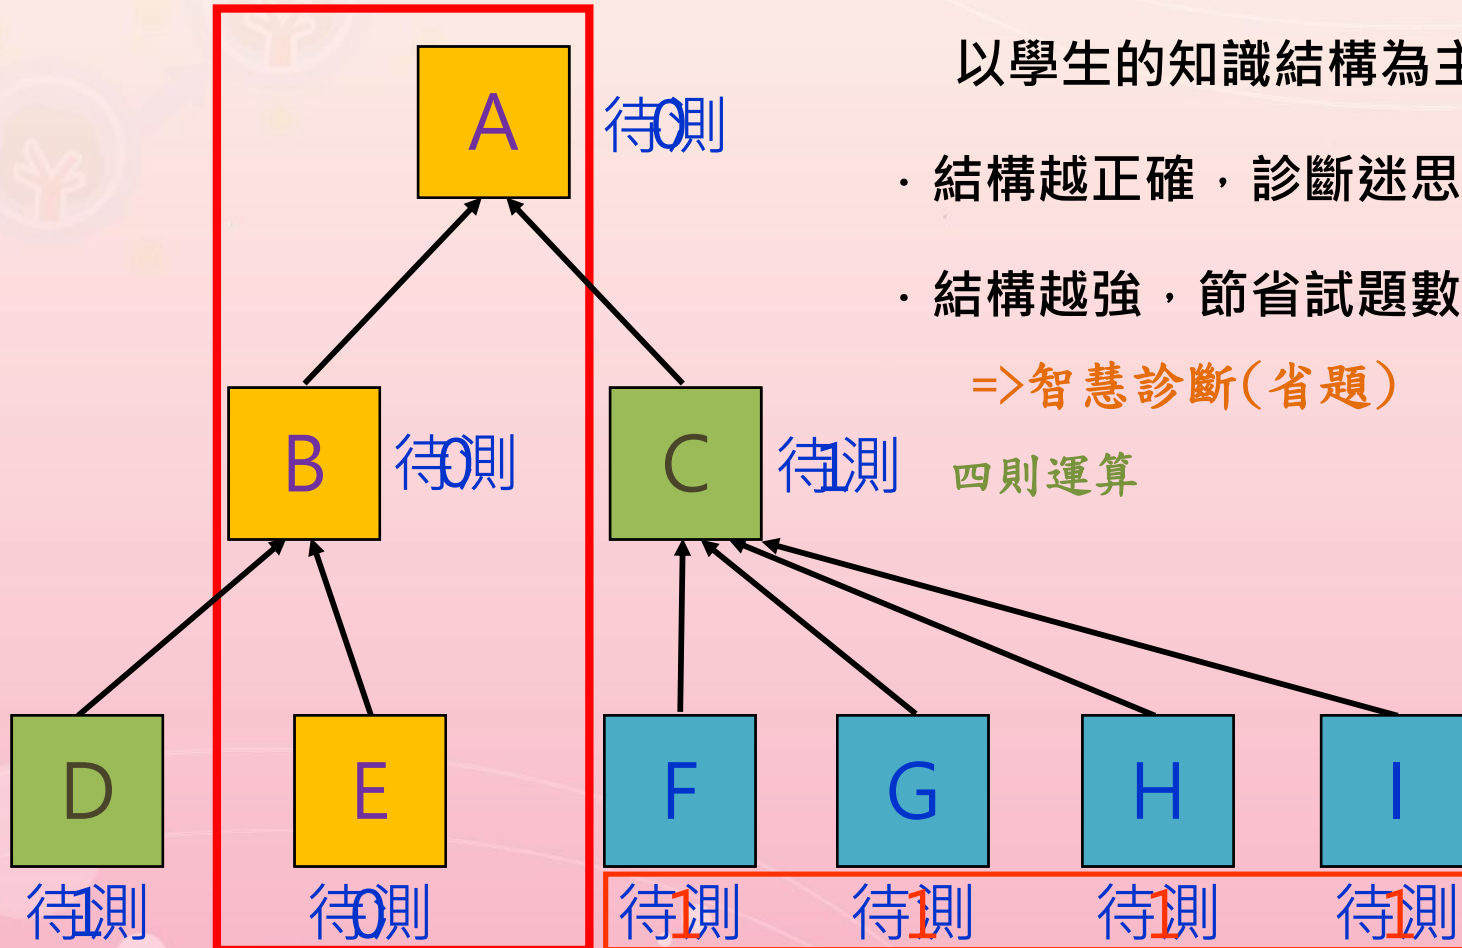 以學生的知識結構為主
A
待測
0
．結構越正確，診斷迷思
．結構越強，節省試題數
=>智慧診斷(省題)
B
待測
0
C
待測
1
四則運算
D
E
F
G
H
I
待測
1
待測
0
待測
1
待測
1
待測
1
待測
1